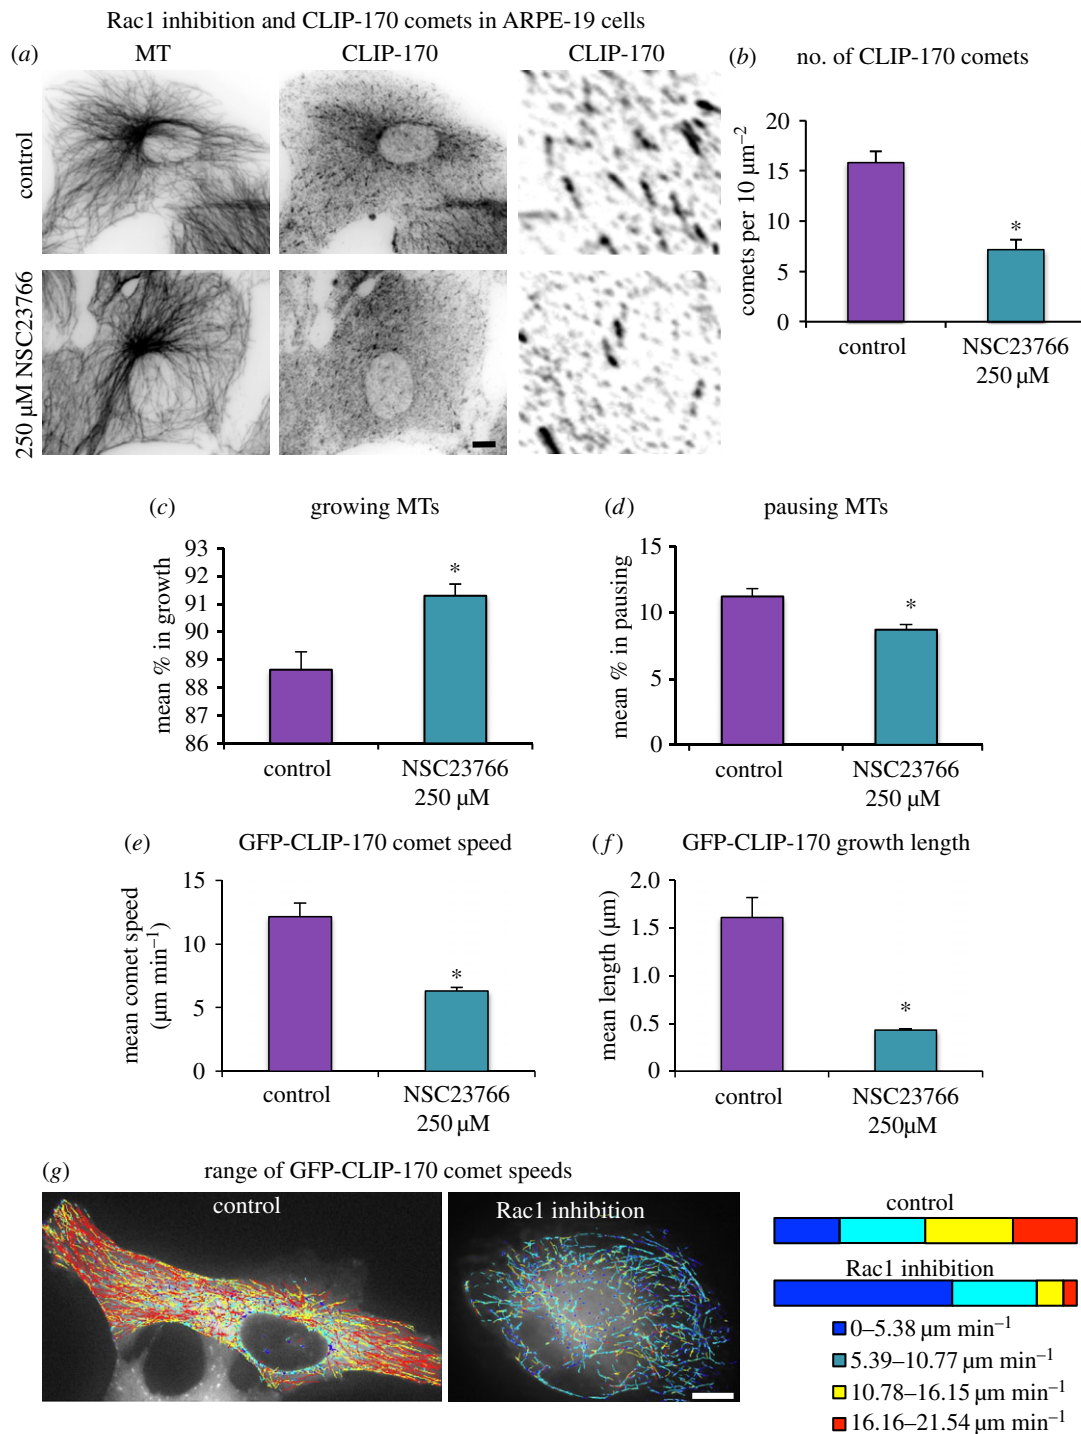 Rac1 inhibition and CLIP-170 comets in ARPE-19 cells
(a) MT CLIP-170 CLIP-170
control
250 µM NSC23766
(b) no. of CLIP-170 comets
comets per 10 µm−2
20
15
10
5
0
*
control NSC23766
250 µM
(c) growing MTs
mean % in growth
93
92
91
90
89
88
87
86
*
control NSC23766
250 µM
(d) pausing MTs
mean % in pausing
15
10
5
0
*
control NSC23766
250 µM
(e) GFP-CLIP-170 comet speed
mean comet speed
(µm min−1)
15
10
5
0
*
control NSC23766
250 µM
(f) GFP-CLIP-170 growth length
mean length (µm)
2.0
1.5
1.0
0.5
0
*
control NSC23766
250µM
(g) range of GFP-CLIP-170 comet speeds
control
Rac1 inhibition
control
Rac1 inhibition
0–5.38 µm min−1
5.39–10.77 µm min−1
10.78–16.15 µm min−1
16.16–21.54 µm min−1